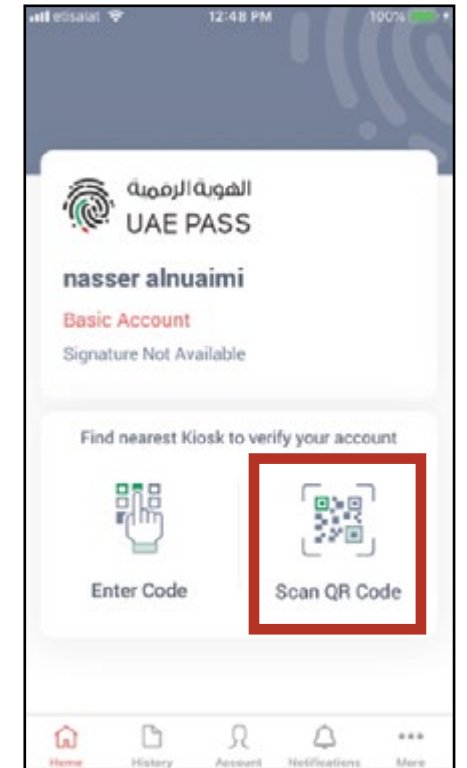 etisalat 12:48 PM 100%
الهوية الرقمية
UAE PASS
nasser alnuaimi
Basic Account
Signature Not Available
Find nearest Kiosk to verify your account
Enter Code Scan QR Code
Home History Account Notifications More